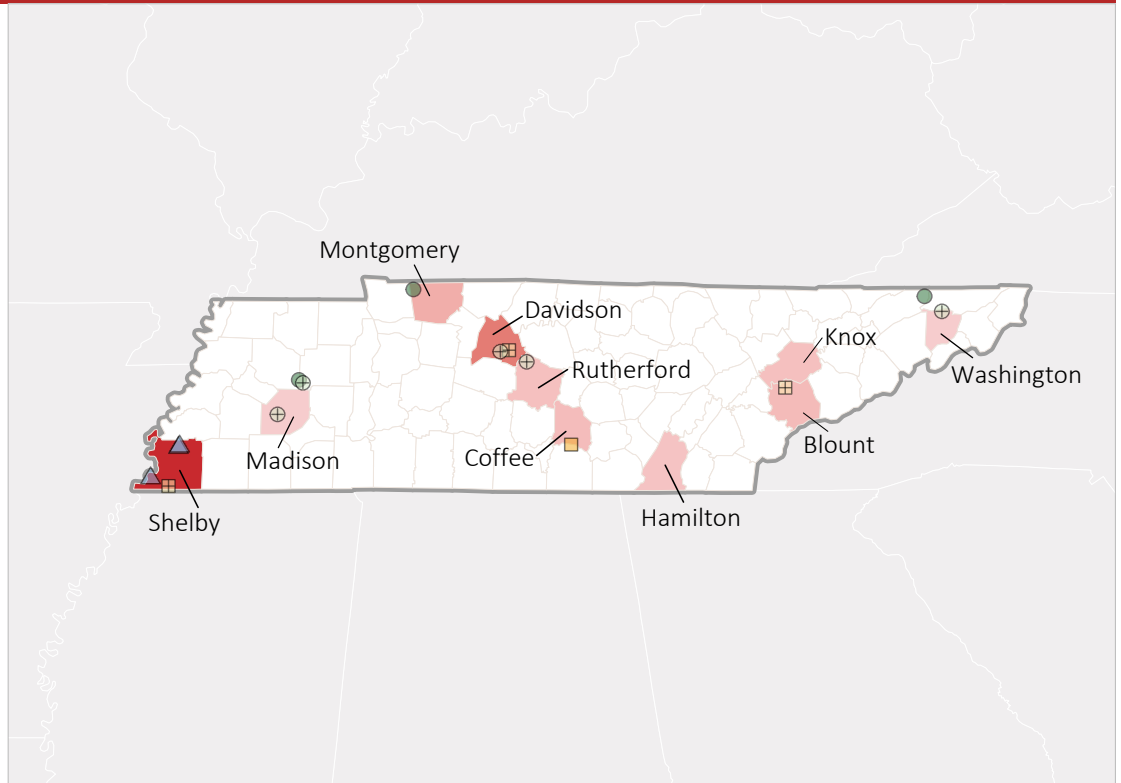 Montgomery
Davidson
Knox
Rutherford
Washington
Blount
Coffee
Madison
Hamilton
Shelby